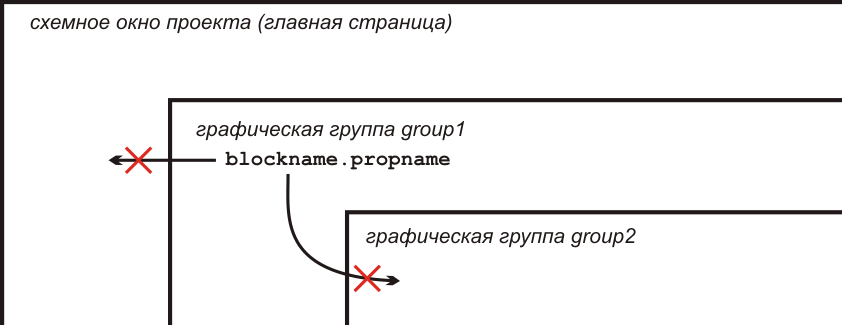 схемное окно проекта (главная страница)
графическая группа group1
blockname.propname
графическая группа group2